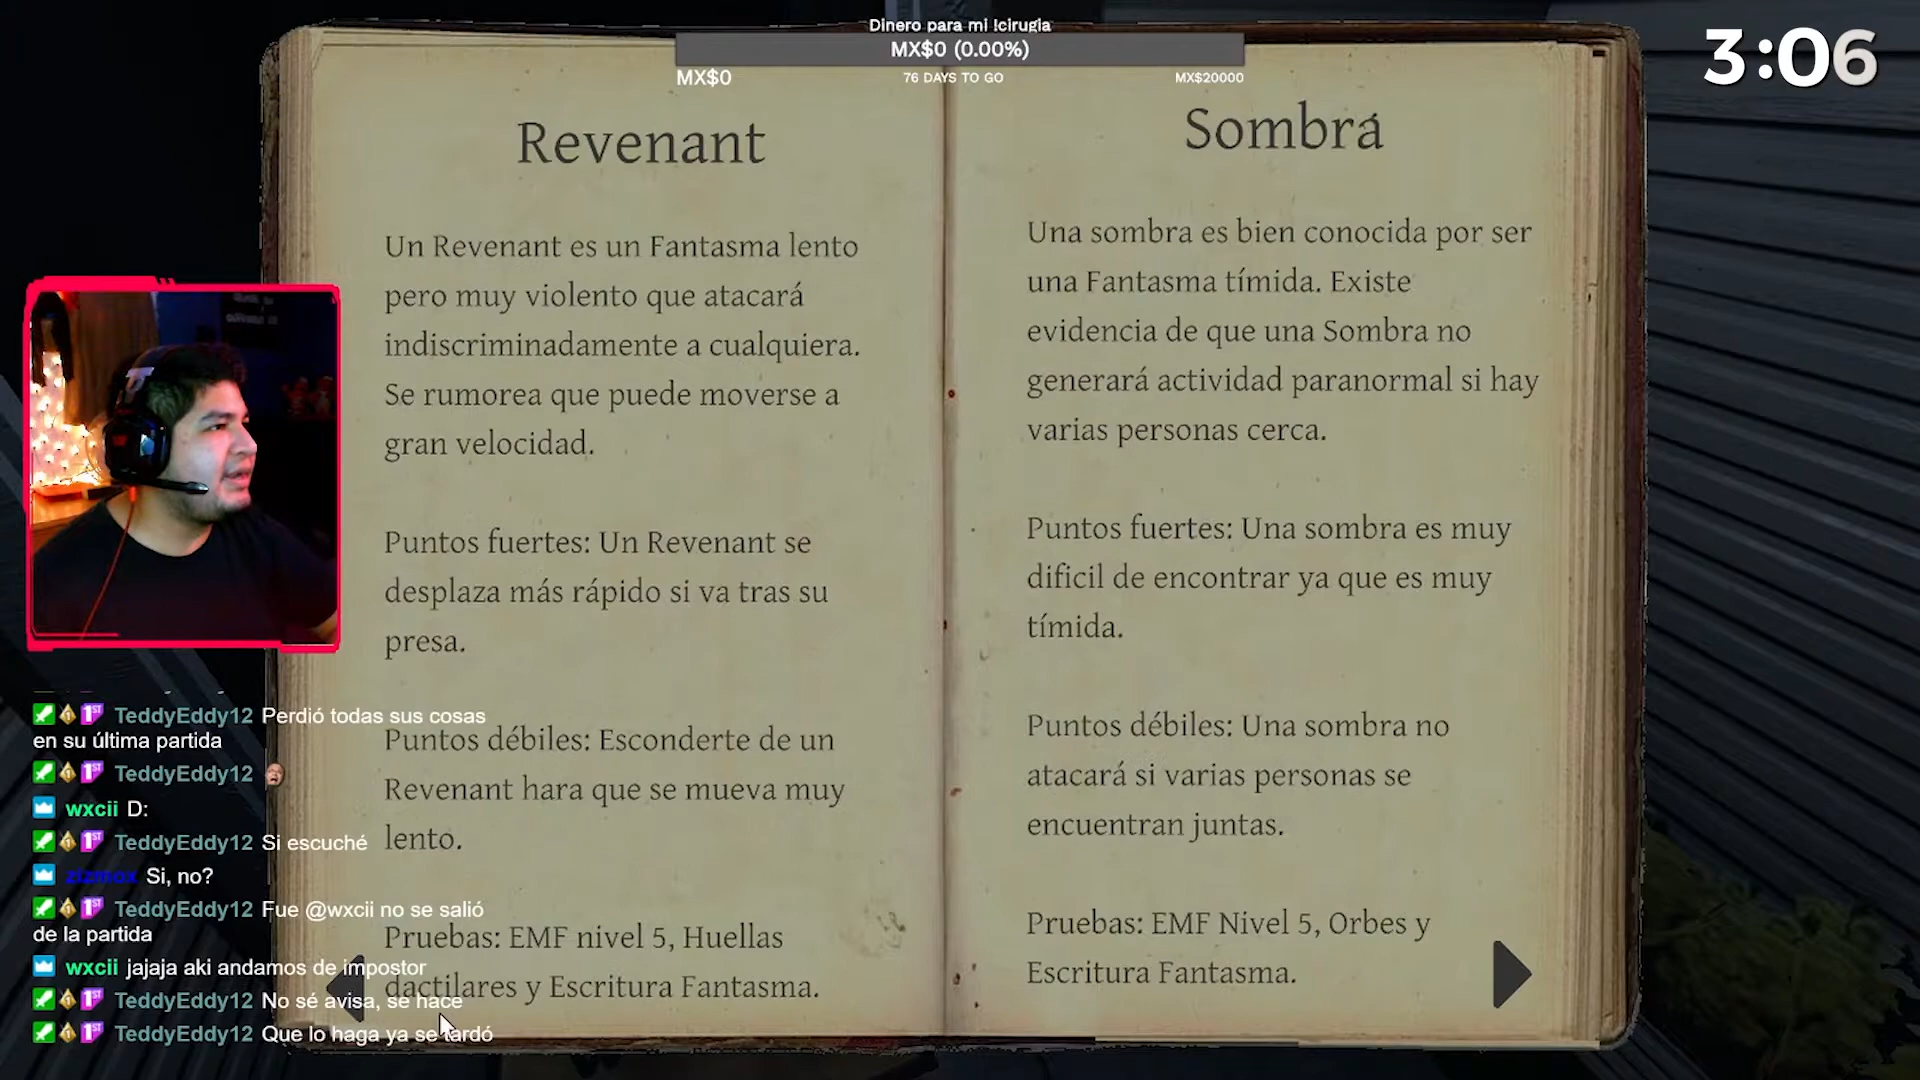 Dinero para mi !cirugia
MX$0 (0.00%)
MX$0 76 DAYS TO GO MX$20000
3:06
Revenant
Un Revenant es un Fantasma lento
pero muy violento que atacará
indiscriminadamente a cualquiera.
Se rumorea que puede moverse a
gran velocidad.
Puntos fuertes: Un Revenant se
desplaza más rápido si va tras su
presa.
Puntos débiles: Esconderte de un
Revenant hara que se mueva muy
lento.
Pruebas: EMF nivel 5, Huellas
dactilares y Escritura Fantasma.
Sombra
Una sombra es bien conocida por ser
una Fantasma tímida. Existe
evidencia de que una Sombra no
generará actividad paranormal si hay
varias personas cerca.
Puntos fuertes: Una sombra es muy
dificil de encontrar ya que es muy
tímida.
Puntos débiles: Una sombra no
atacará si varias personas se
encuentran juntas.
Pruebas: EMF Nivel 5, Orbes y
Escritura Fantasma.
1ST TeddyEddy12 Perdió todas sus cosas
en su última partida
1ST TeddyEddy12
wxcii D:
1ST TeddyEddy12 Si escuché
zizmox Si, no?
1ST TeddyEddy12 Fue @wxcii no se salió
de la partida
wxcii jajaja aki andamos de impostor
1ST TeddyEddy12 No sé avisa, se hace
1ST TeddyEddy12 Que lo haga ya se tardó